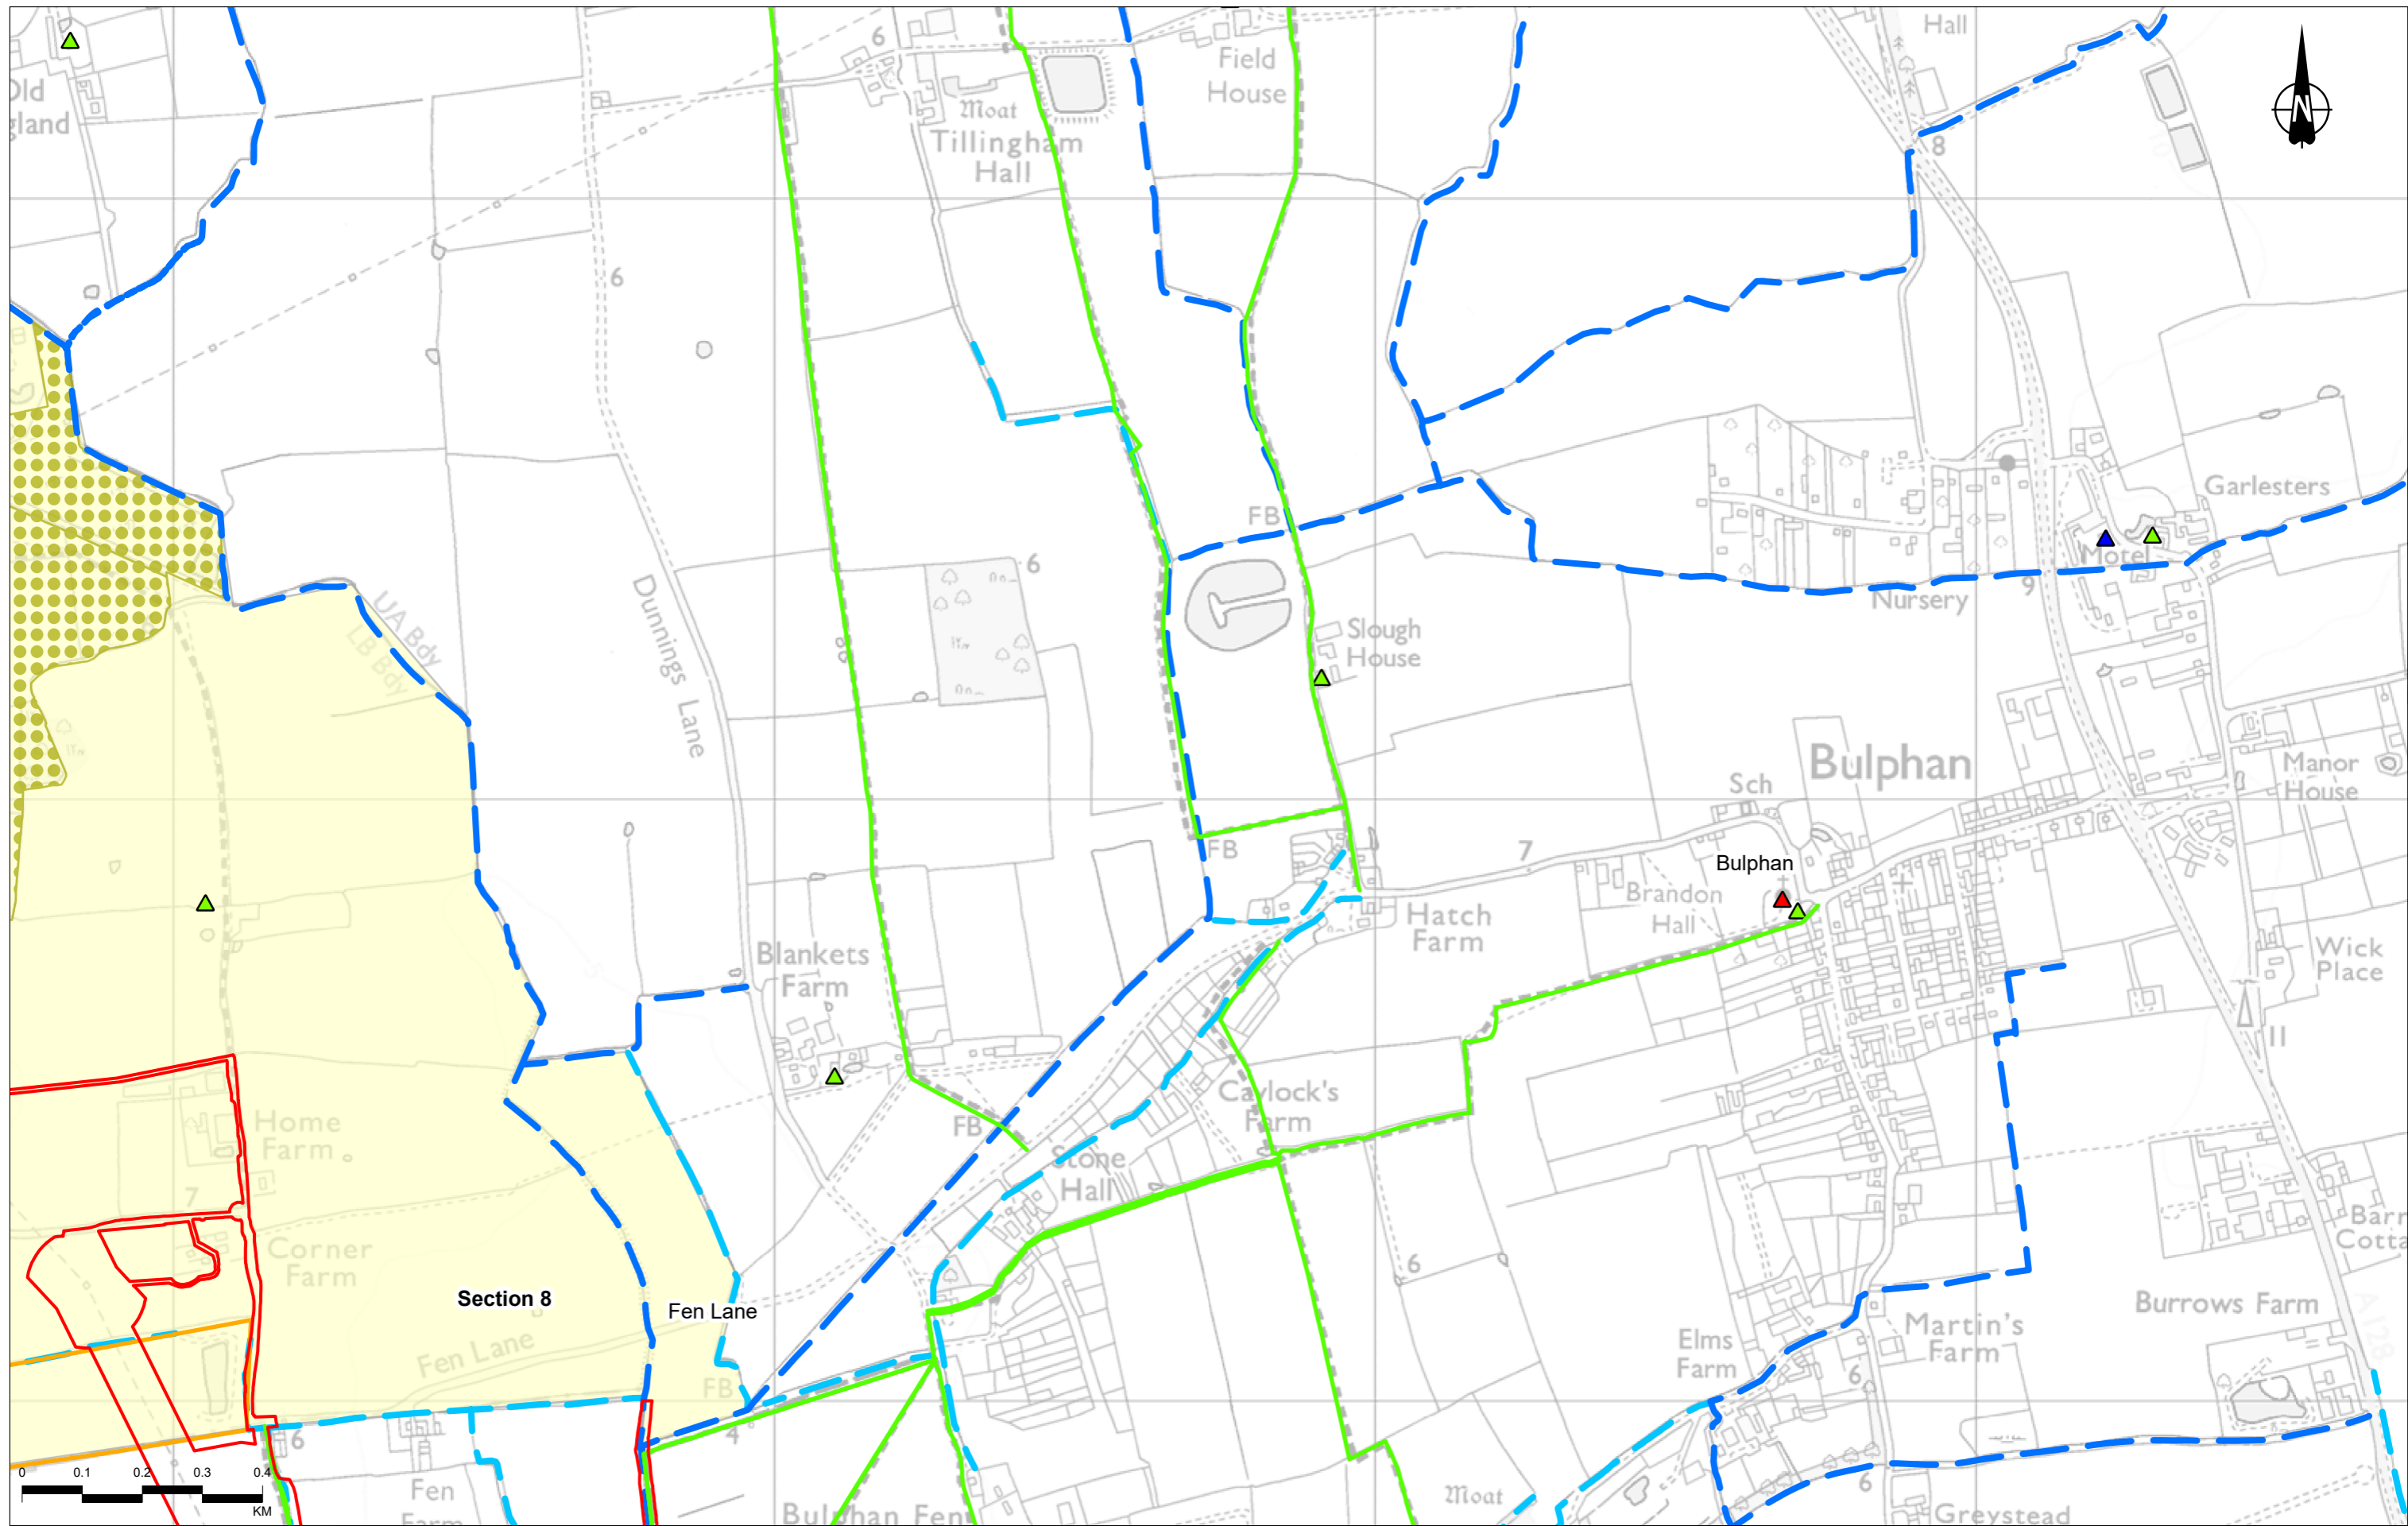 Hall
N
6
Field
House
Moat
Tillingham
Hall
8
6
Garlesters
FB
Motel
6
9
Nursery
UA Bdy
LB Bdy
Dunnings Lane
Slough
House
Bulphan
Manor
House
Sch
7
FB
Bulphan
Brandon
Hall
Hatch
Farm
Wick
Place
Blankets
Farm
11
Caylock's
Farm
Home
Farm
FB
Stone
Hall
7
Corner
Farm
6
Section 8
Fen Lane
Burrows Farm
Martin's
Farm
Elms
Farm
A128
Fen Lane
FB
6
4
6
0 0.1 0.2 0.3 0.4
KM
Fen
Farm
Bulphan Fen
Moat
6
Greystead